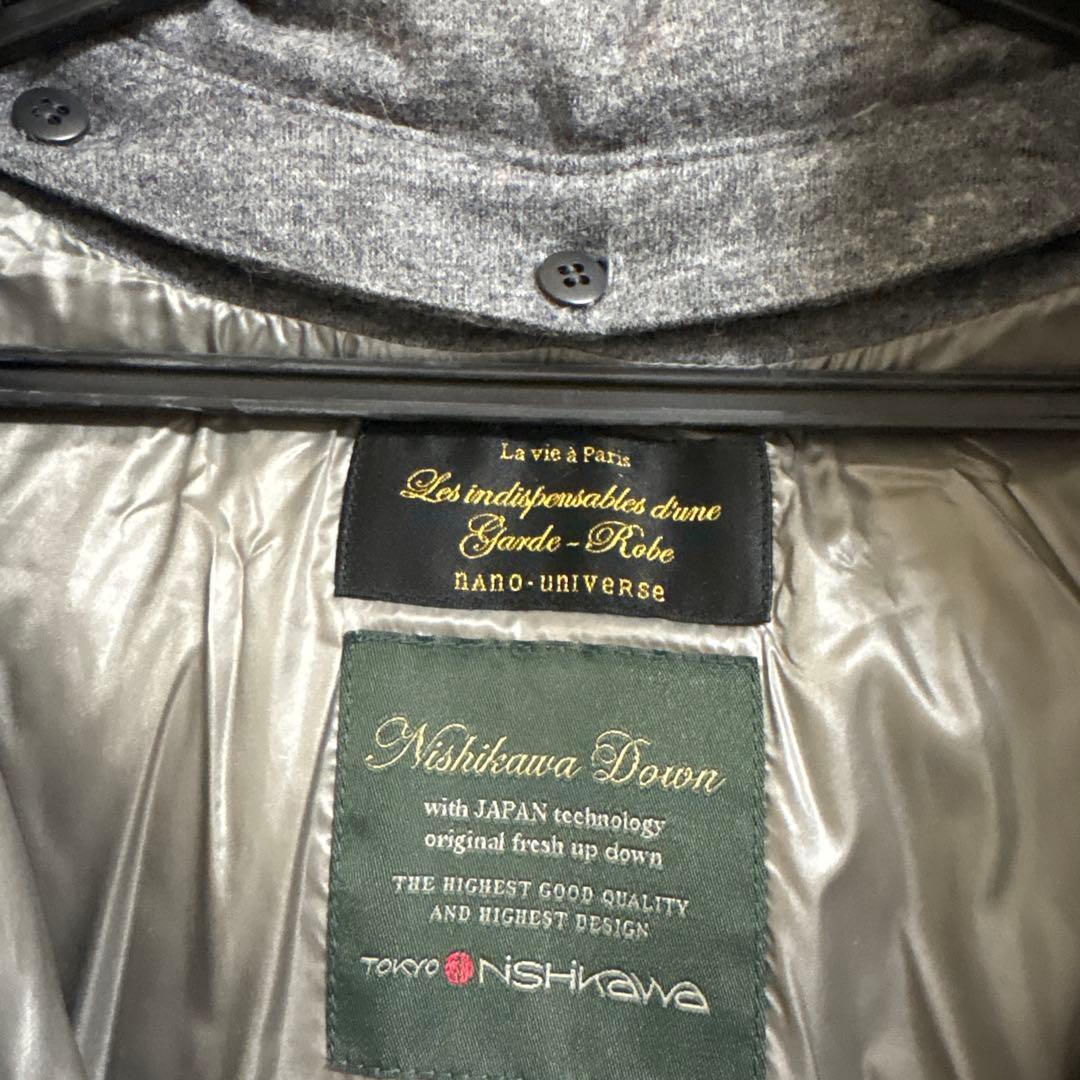 La vie à Paris
Les indispensables d'une
Garde - Robe
nano·universe
Nishikawa Down
with JAPAN technology
original fresh up down
THE HIGHEST GOOD QUALITY
AND HIGHEST DESIGN
TOKYO NiSHiKaWa